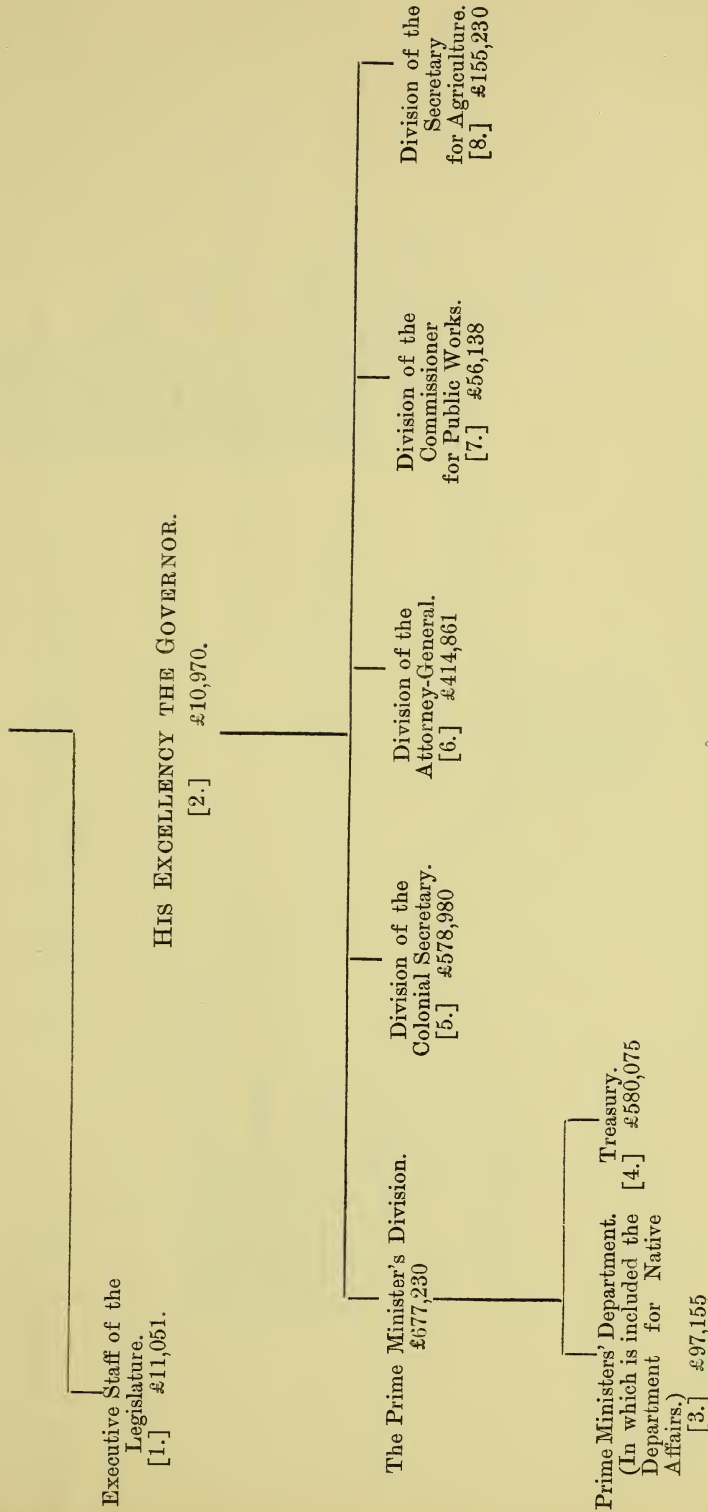 Executive Staff of the
Legislature.
[1.] £11,051.
HIS EXCELLENCY THE GOVERNOR.
[2.] £10,970.
The Prime Minister's Division.
£677,230
Division of the
Colonial Secretary.
[5.] £578,980
Division of the
Attorney-General.
[6.] £414,861
Division of the
Commissioner
for Public Works.
[7.] £56,138
Division of the
Secretary
for Agriculture.
[8.] £155,230
Prime Ministers' Department.
(In which is included the
Department for Native
Affairs.)
[3.] £97,155
Treasury.
[4.] £580,075